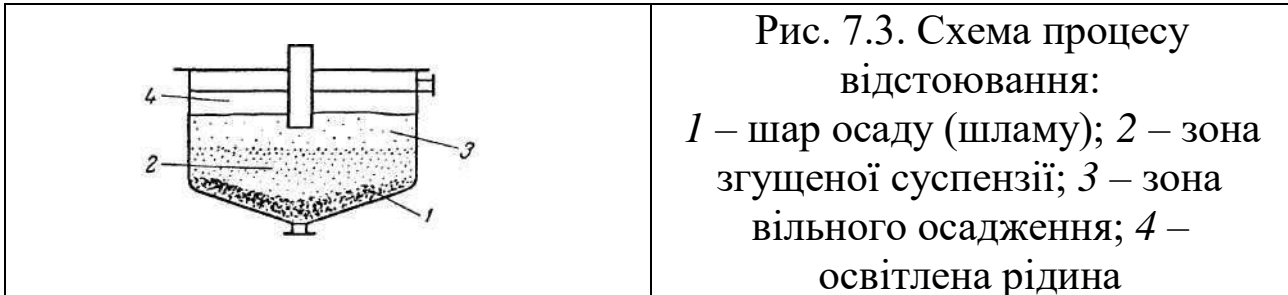 4
3
2
1
Рис. 7.3. Схема процесу
відстоювання:
1 – шар осаду (шламу); 2 – зона
згущеної суспензії; 3 – зона
вільного осадження; 4 –
освітлена рідина